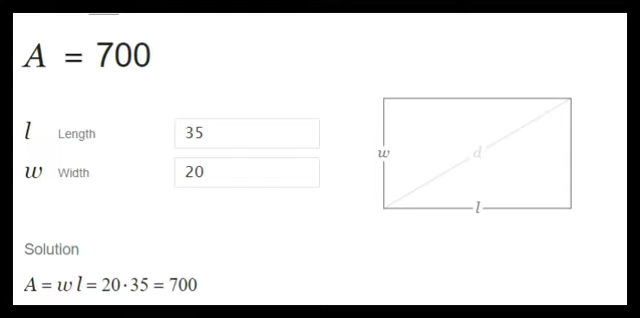 A = 700
l Length 35
w Width 20
w
d
l
Solution
A = w l = 20·35 = 700